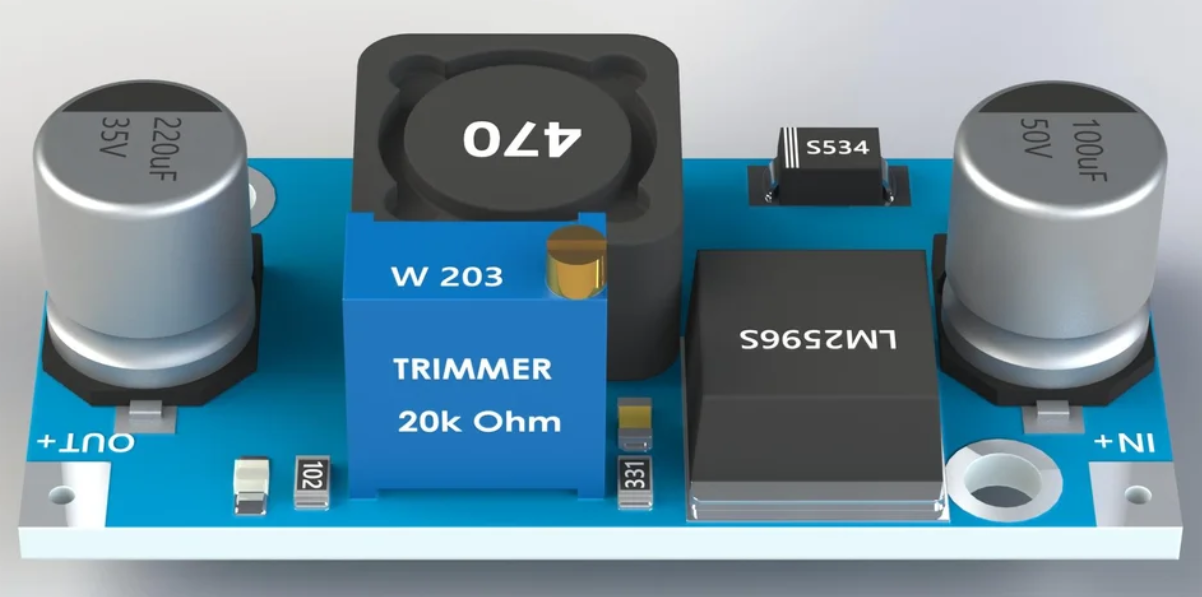 220uF
35V
470
S534
100uF
50V
W 203
TRIMMER
20k Ohm
LM2596S
OUT+
102
331
IN+